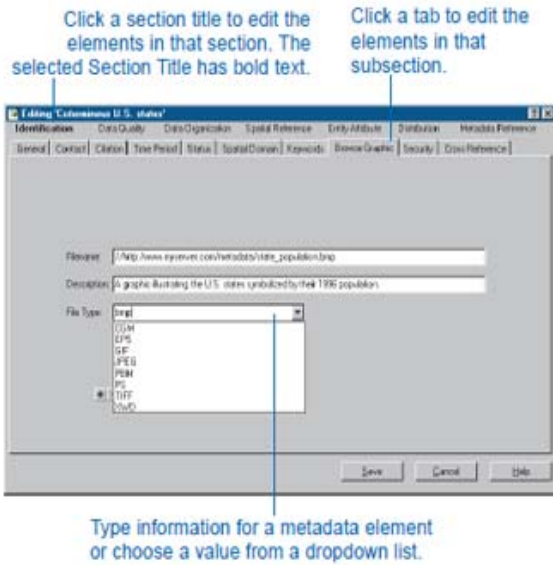 Click a section title to edit the
elements in that section. The
selected Section Title has bold text.
Click a tab to edit the
elements in that
subsection.
Editing 'Coterminous U.S. states'
Identification Data Quality Data Organization Spatial Reference Entity Attribute Distribution Metadata Reference
General Contact Citation Time Period Status Spatial Domain Keywords Browse Graphic Security Cross Reference
Filename:
Description: A graphic illustrating the U.S. states symbolized by their 1996 population.
File Type: bmp
CGM
EPS
GIF
JPEG
PBM
PS
TIFF
XWD
Save Cancel Help
Type information for a metadata element
or choose a value from a dropdown list.